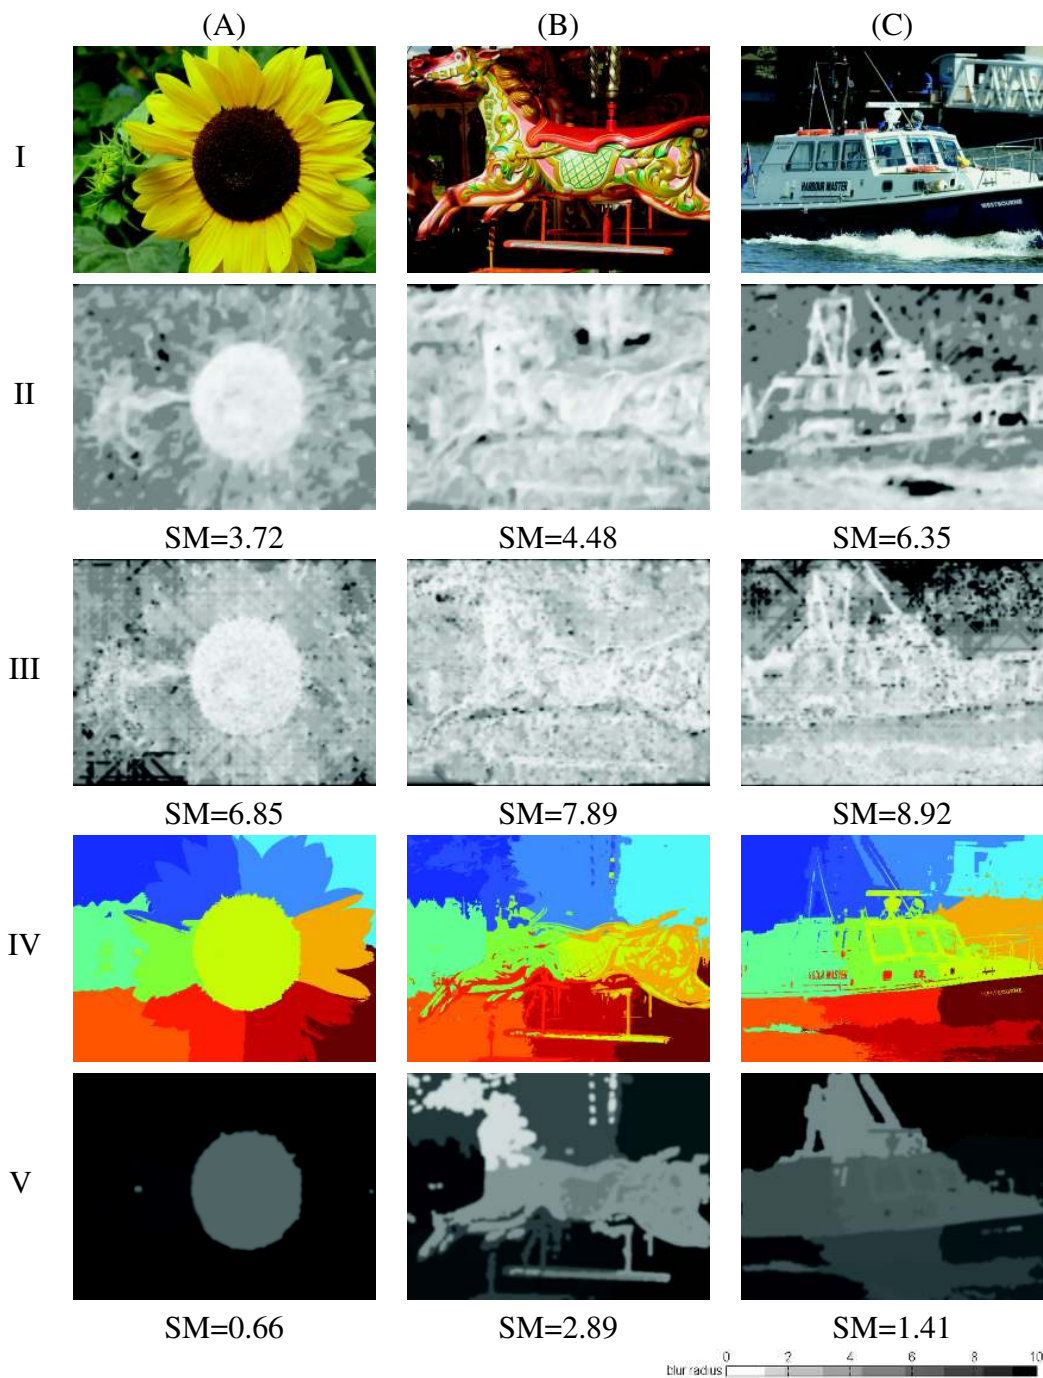 (A) (B) (C)
I
HARBOUR MASTER
WESTBOURNE
II
SM=3.72 SM=4.48 SM=6.35
III
SM=6.85 SM=7.89 SM=8.92
IV
V
SM=0.66 SM=2.89 SM=1.41
blur radius 0 2 4 6 8 10